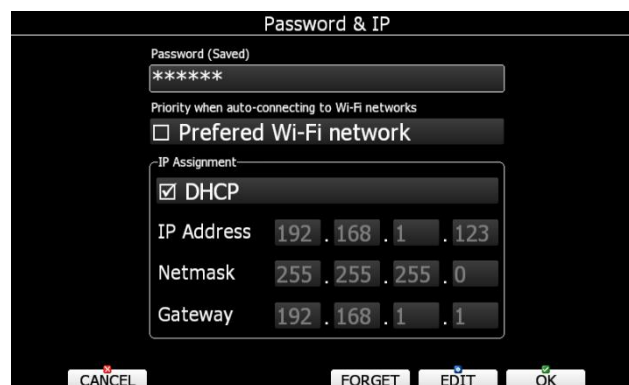 Password & IP
Password (Saved)
******
Priority when auto-connecting to Wi-Fi networks
Prefered Wi-Fi network
IP Assignment
DHCP
IP Address 192 . 168 . 1 . 123
Netmask 255 . 255 . 255 . 0
Gateway 192 . 168 . 1 . 1
CANCEL FORGET EDIT OK